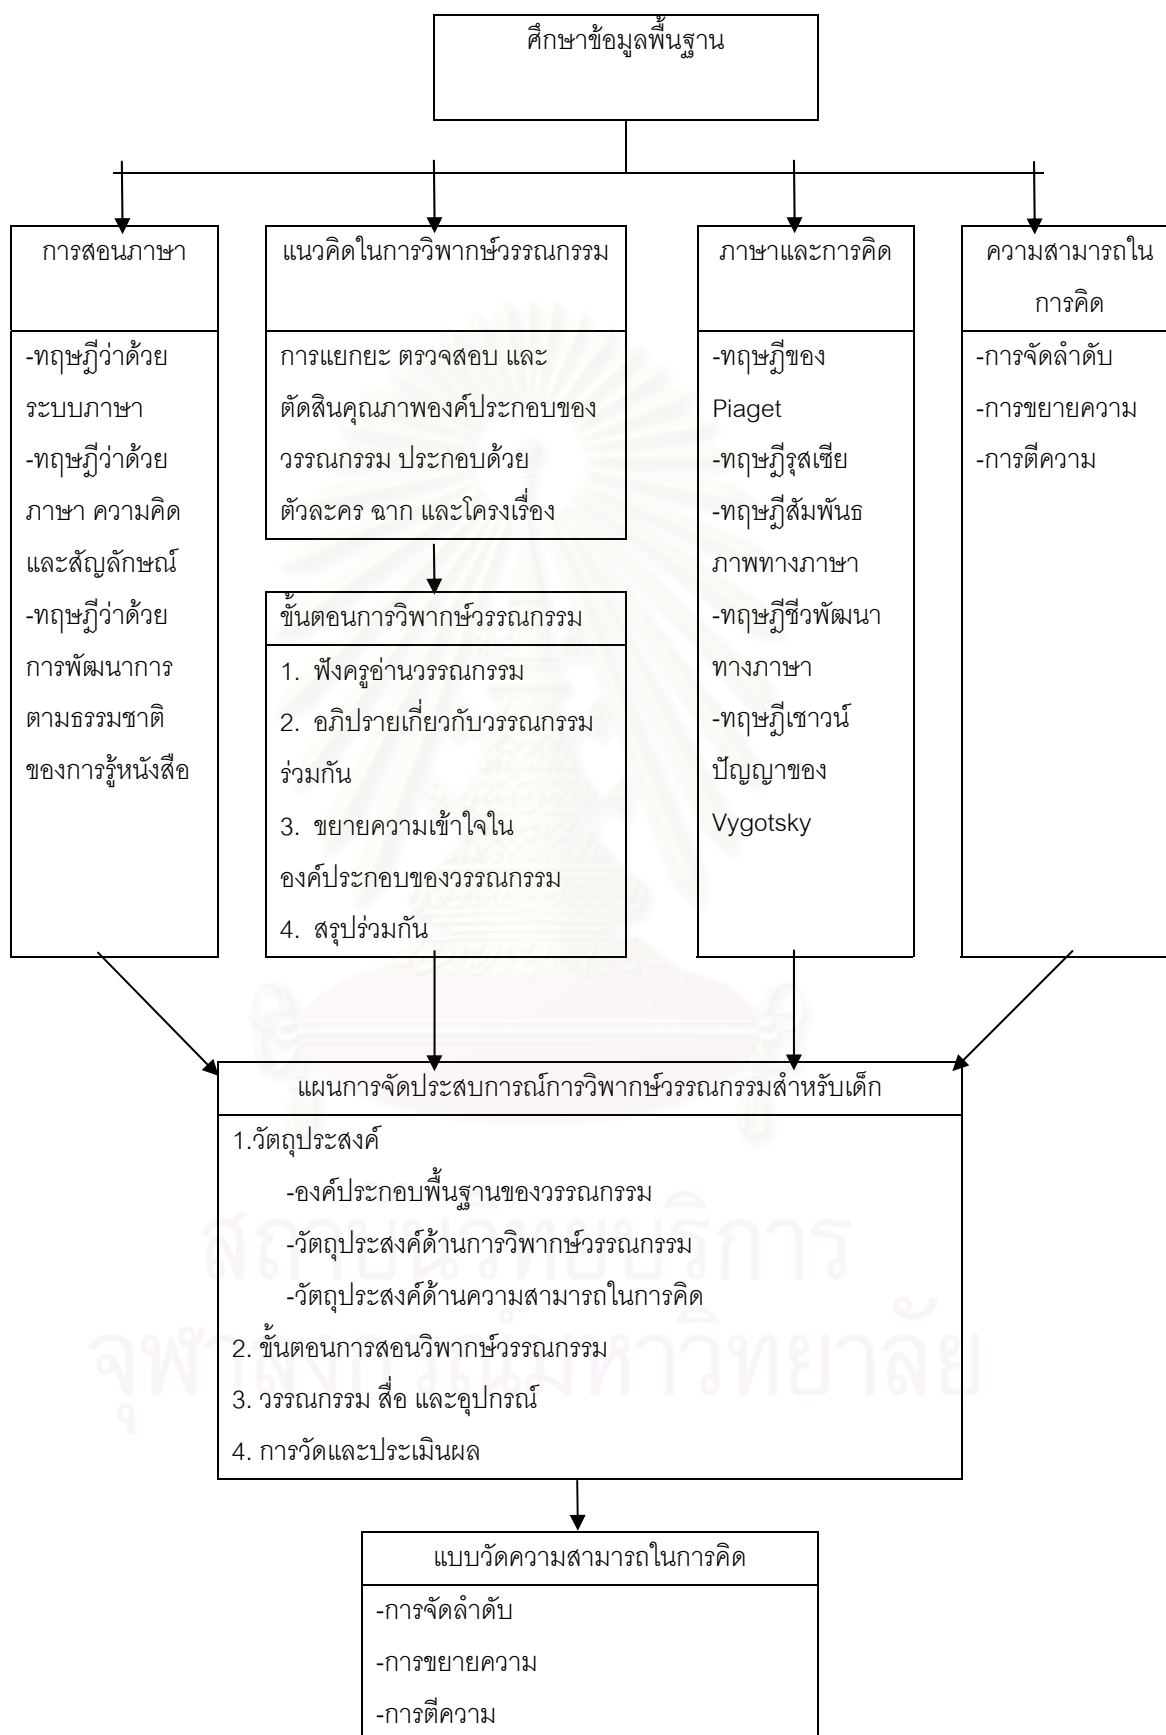 ศึกษาข้อมูลพื้นฐาน
การสอนภาษา
-ทฤษฎีว่าด้วย
ระบบภาษา
-ทฤษฎีว่าด้วย
ภาษา ความคิด
และสัญลักษณ์
-ทฤษฎีว่าด้วย
การพัฒนาการ
ตามธรรมชาติ
ของการรู้หนังสือ
แนวคิดในการวิพากษ์วรรณกรรม
การแยกยะ ตรวจสอบ และ
ตัดสินคุณภาพองค์ประกอบของ
วรรณกรรม ประกอบด้วย
ตัวละคร ฉาก และโครงเรื่อง
ขั้นตอนการวิพากษ์วรรณกรรม
1. ฟังครูอ่านวรรณกรรม
2. อภิปรายเกี่ยวกับวรรณกรรม
ร่วมกัน
3. ขยายความเข้าใจใน
องค์ประกอบของวรรณกรรม
4. สรุปร่วมกัน
ภาษาและการคิด
-ทฤษฎีของ
Piaget
-ทฤษฎีรุสเซีย
-ทฤษฎีสัมพันธ
ภาพทางภาษา
-ทฤษฎีชีวพัฒนา
ทางภาษา
-ทฤษฎีเชาวน์
ปัญญาของ
Vygotsky
ความสามารถใน
การคิด
-การจัดลำดับ
-การขยายความ
-การตีความ
แผนการจัดประสบการณ์การวิพากษ์วรรณกรรมสำหรับเด็ก
1.วัตถุประสงค์
-องค์ประกอบพื้นฐานของวรรณกรรม
-วัตถุประสงค์ด้านการวิพากษ์วรรณกรรม
-วัตถุประสงค์ด้านความสามารถในการคิด
2. ขั้นตอนการสอนวิพากษ์วรรณกรรม
3. วรรณกรรม สื่อ และอุปกรณ์
4. การวัดและประเมินผล
สถาบันวิทยบริการ
จุฬาลงกรณ์มหาวิทยาลัย
แบบวัดความสามารถในการคิด
-การจัดลำดับ
-การขยายความ
-การตีความ